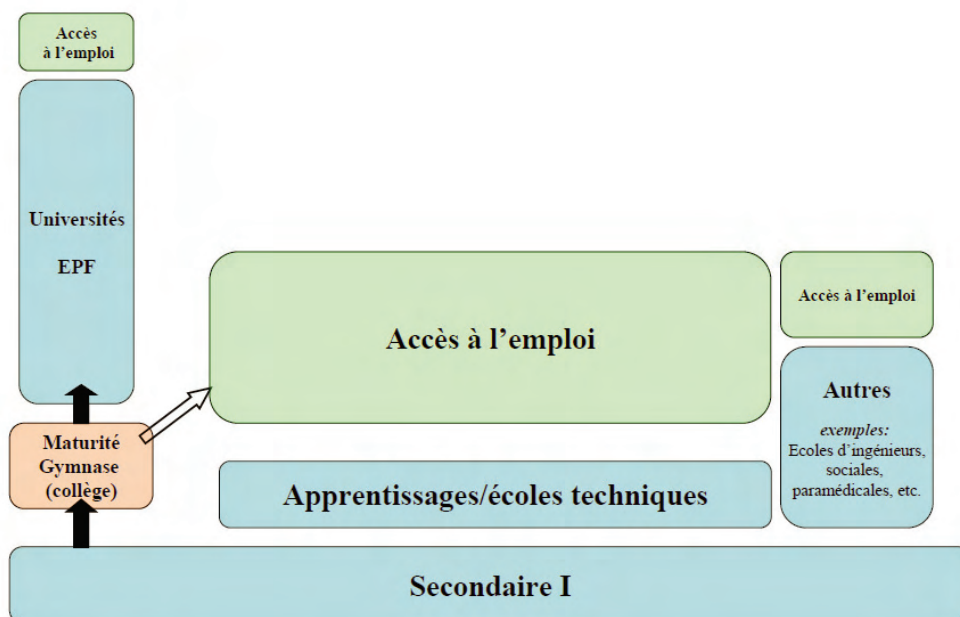 Accès
à l'emploi
Universités
EPF
Maturité
Gymnase
(collège)
Accès à l'emploi
Apprentissages/écoles techniques
Accès à l'emploi
Autres
exemples:
Ecoles d'ingénieurs,
sociales,
paramédicales, etc.
Secondaire I